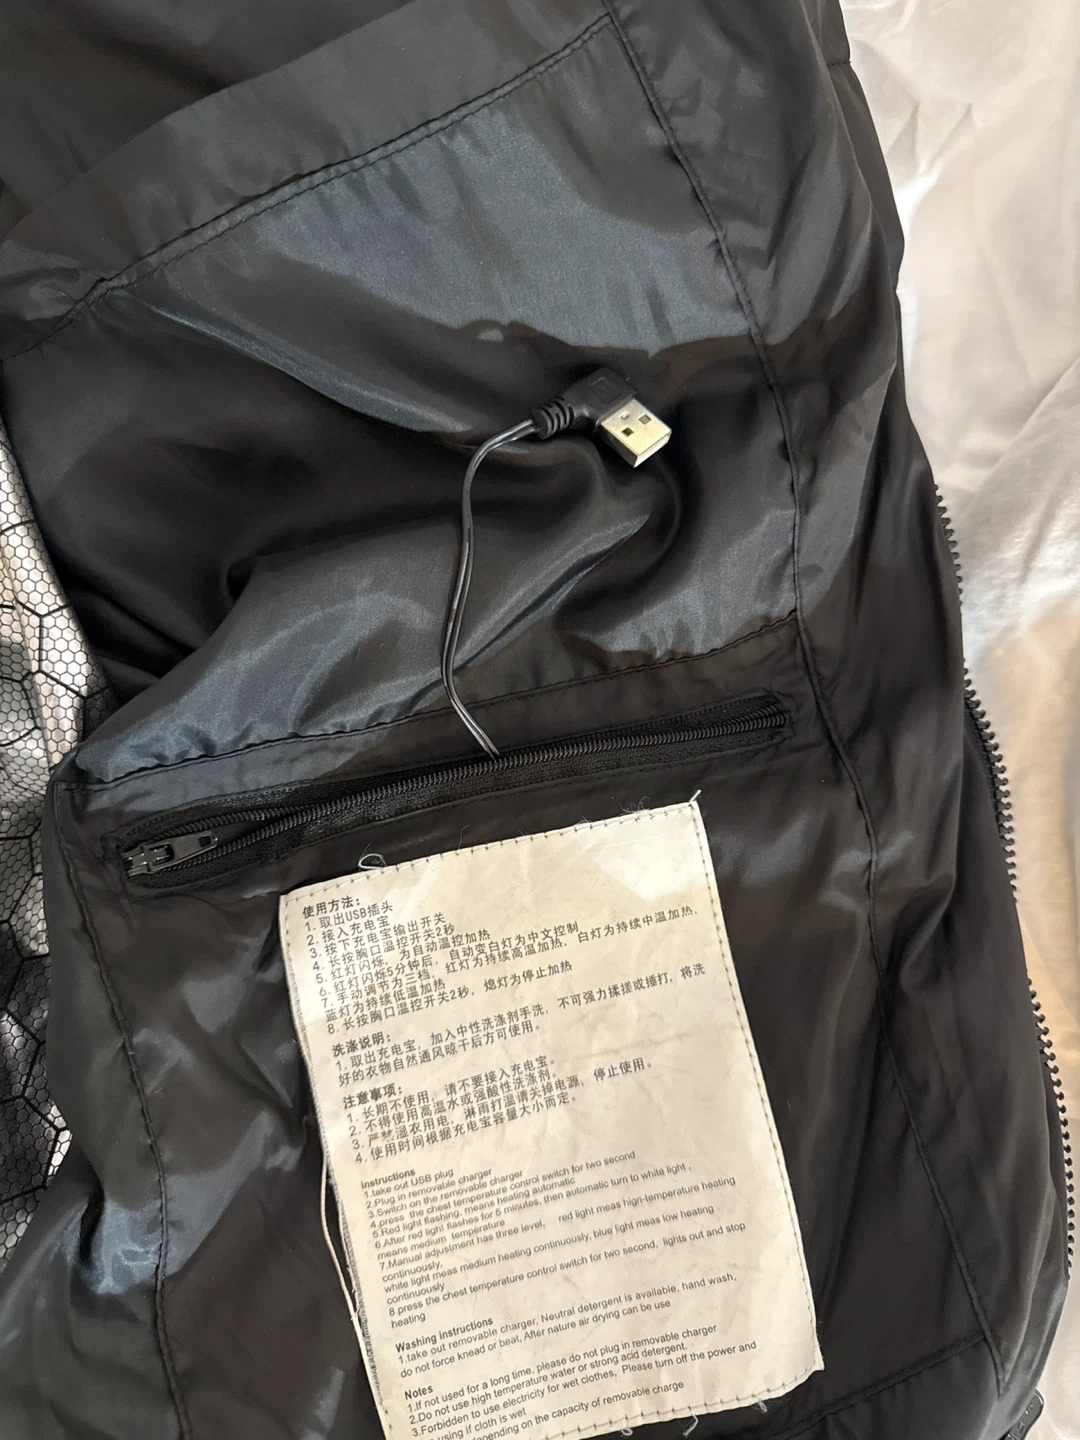 使用方法：
1. 取出USB插头
2. 接入充电宝
3. 按下充电宝输出开关
4. 长按胸口温控开关2秒
5. 红灯闪烁，为自动温控加热
6. 红灯闪烁5分钟后，自动变白灯为中文控制
7. 手动调节为三档，红灯为持续高温加热，白灯为持续中温加热，
蓝灯为持续低温加热
8. 长按胸口温控开关2秒，熄灯为停止加热
洗涤说明：
1. 取出充电宝，加入中性洗涤剂手洗，不可强力揉搓或捶打，将洗
好的衣物自然通风晾干后方可使用。
注意事项：
1. 长期不使用，请不要接入充电宝。
2. 不得使用高温水或强酸性洗涤剂。
3. 严禁湿衣用电，淋雨打湿请关掉电源，停止使用。
4. 使用时间根据充电宝容量大小而定。
Instructions
1.take out USB plug
2.Plug in removable charger
3.Switch on the removable charger
4.press the chest temperature control switch for two second
5.Red light flashing, means heating automatic
6.After red light flashes for 5 minutes, then automatic turn to white light ,
means medium temperature
7.Manual adjustment has three level, red light meas high-temperature heating
continuously,
white light meas medium heating continuously, blue light meas low heating
continuously
8.press the chest temperature control switch for two second, lights out and stop
heating
Washing instructions
1.take out removable charger, Neutral detergent is available, hand wash,
do not force knead or beat, After nature air drying can be use
Notes
1.If not used for a long time, please do not plug in removable charger
2.Do not use high temperature water or strong acid detergent.
3.Forbidden to use electricity for wet clothes, Please turn off the power and
using if cloth is wet
depending on the capacity of removable charge